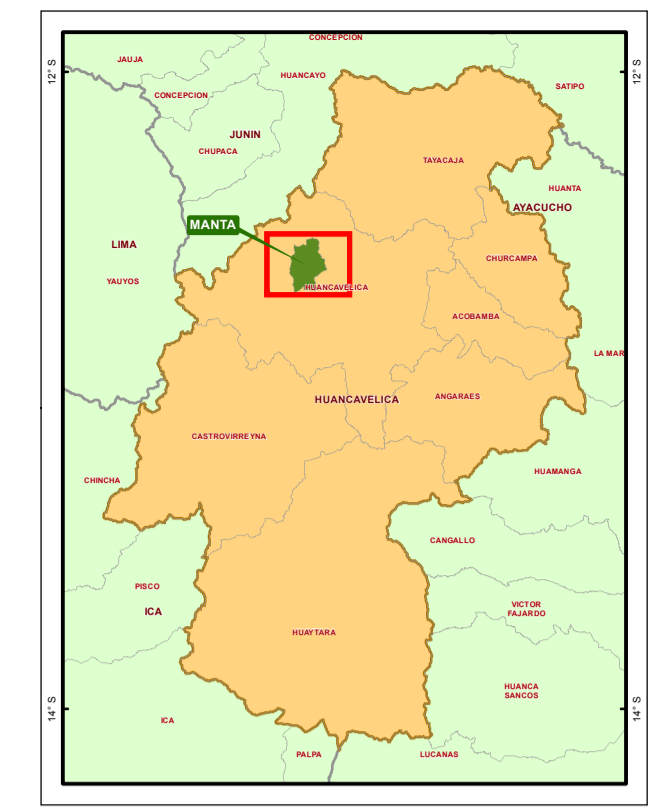 CONCEPCION
JAUJA
12° S
12° S
HUANCAYO
SATIPO
CONCEPCION
JUNIN
CHUPACA
TAYACAJA
HUANTA
AYACUCHO
MANTA
LIMA
CHURCAMPA
YAUYOS
HUANCAVELICA
ACOBAMBA
LA MAR
ANGARAES
HUANCAVELICA
CASTROVIRREYNA
HUAMANGA
CHINCHA
CANGALLO
PISCO
ICA
VICTOR
FAJARDO
HUAYTARA
HUANCA
SANCOS
14° S
14° S
ICA
PALPA
LUCANAS